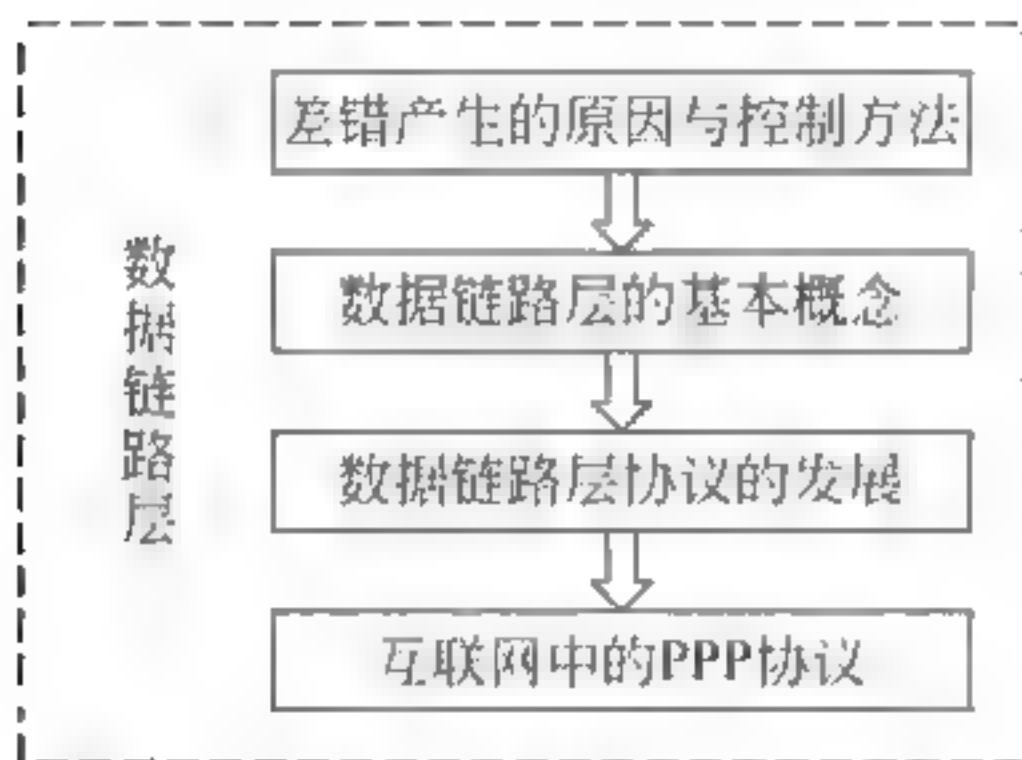 数据链路层
差错产生的原因与控制方法
数据链路层的基本概念
数据链路层协议的发展
互联网中的PPP协议